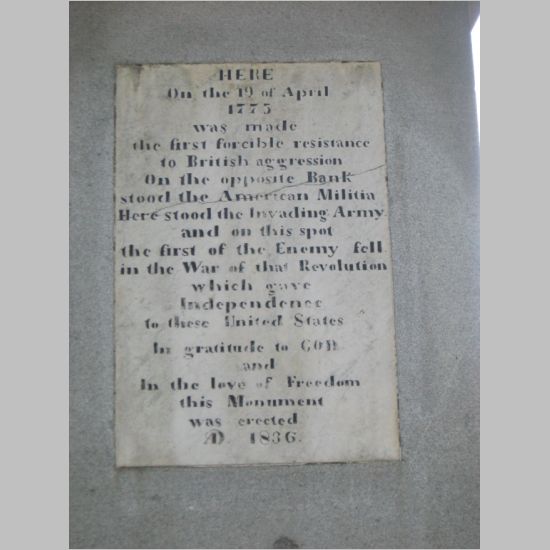 HERE
On the 19 of April
1775
was made
the first forcible resistance
to British aggression
On the opposite Bank
stood the American Militia
Here stood the Invading Army
and on this spot
the first of the Enemy fell
in the War of that Revolution
which gave
Independence
to these United States
In gratitude to GOD
and
In the love of Freedom
this Monument
was erected
AD. 1836.